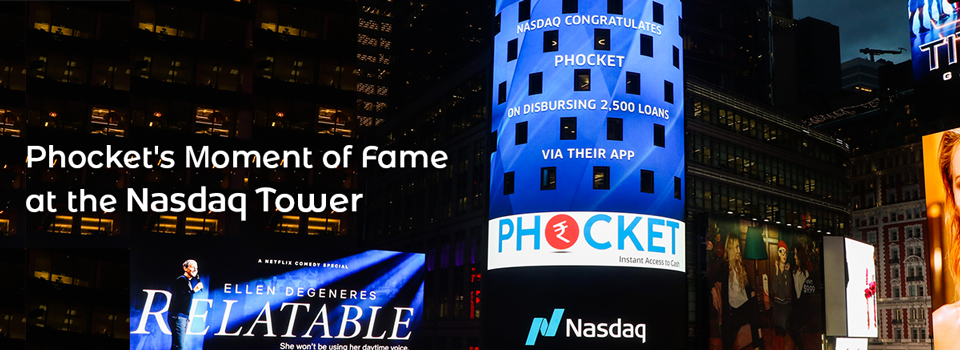 Phocket's Moment of Fame
at the Nasdaq Tower
NASDAQ CONGRATULATES
PHOCKET
ON DISBURSING 2,500 LOANS
VIA THEIR APP
PH₹CKET
Instant Access to Cash
Nasdaq
A NETFLIX COMEDY SPECIAL
ELLEN DEGENERES
RELATABLE
She won't be using her daytime voice.